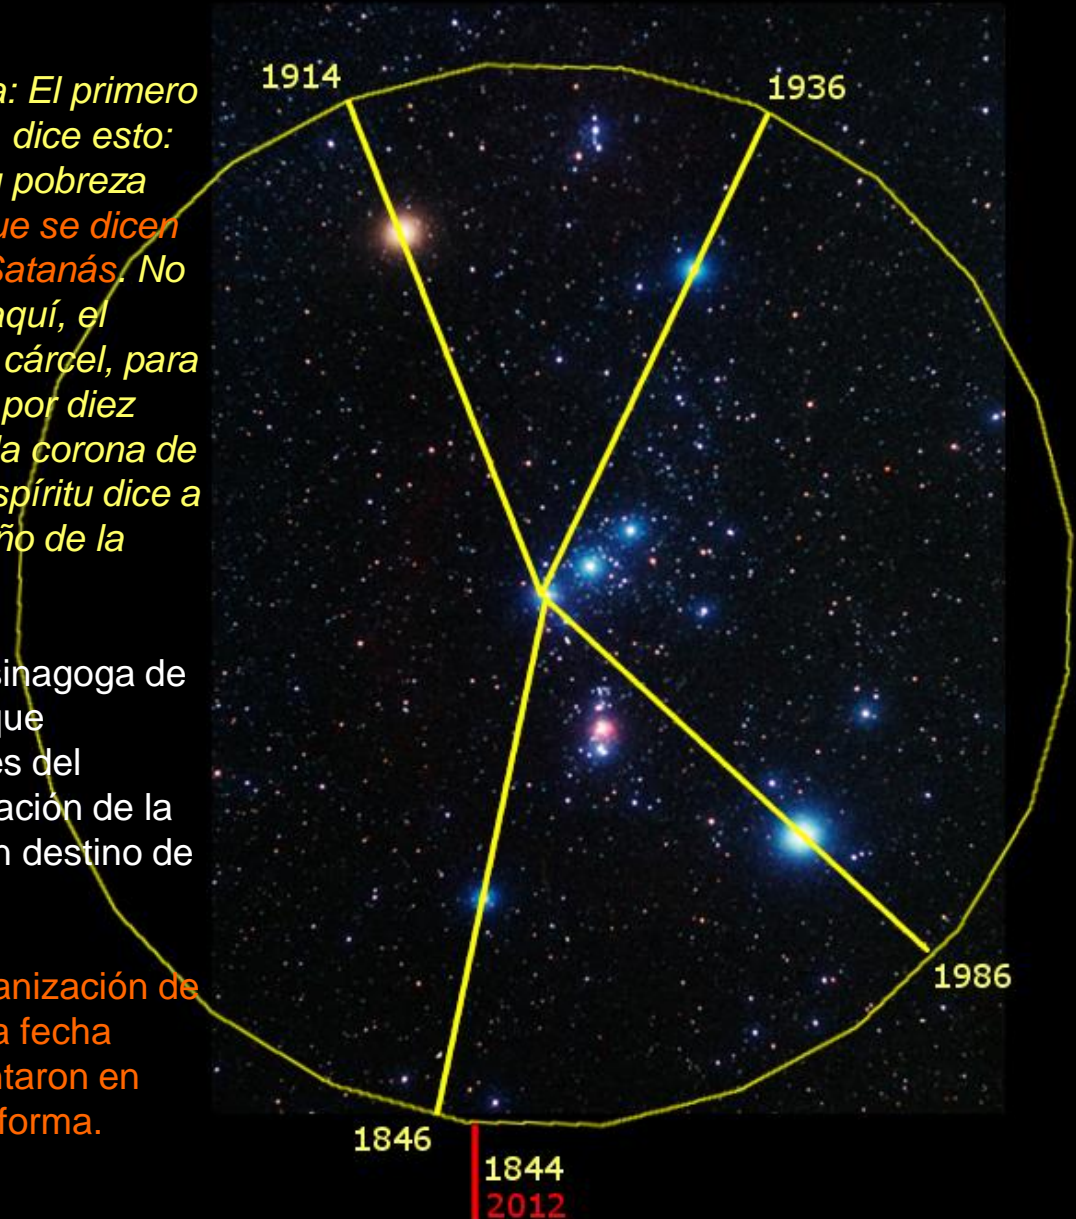 a: El primero
dice esto:
pobreza
ue se dicen
Satanás. No
aquí, el
cárcel, para
por diez
la corona de
spíritu dice a
ño de la
sinagoga de
que
es del
ación de la
n destino de
anización de
a fecha
ntaron en
forma.
1914
1936
1986
1846
1844
2012